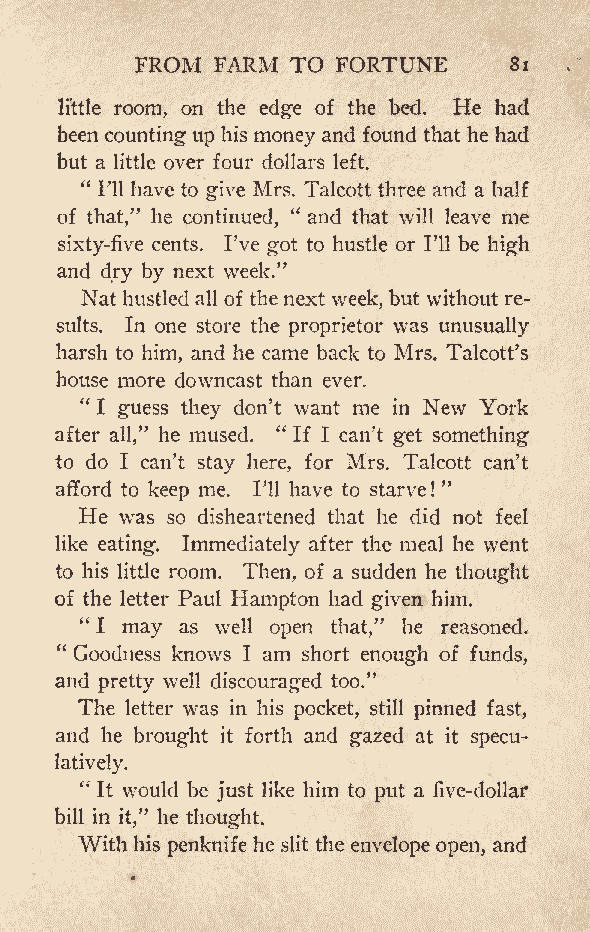 FROM FARM TO FORTUNE 81
little room, on the edge of the bed. He had
been counting up his money and found that he had
but a little over four dollars left.
“ I’ll have to give Mrs. Talcott three and a half
of that,” he continued, “ and that will leave me
sixty-five cents. I’ve got to hustle or I’ll be high
and dry by next week.”
Nat hustled all of the next week, but without re-
sults. In one store the proprietor was unusually
harsh to him, and he came back to Mrs. Talcott’s
house more downcast than ever.
“ I guess they don’t want me in New York
after all,” he mused. “ If I can’t get something
to do I can’t stay here, for Mrs. Talcott can’t
afford to keep me. I’ll have to starve! ”
He was so disheartened that he did not feel
like eating. Immediately after the meal he went
to his little room. Then, of a sudden he thought
of the letter Paul Hampton had given him.
“ I may as well open that,” he reasoned.
“ Goodness knows I am short enough of funds,
and pretty well discouraged too.”
The letter was in his pocket, still pinned fast,
and he brought it forth and gazed at it specu-
latively.
“ It would be just like him to put a five-dollar
bill in it,” he thought.
With his penknife he slit the envelope open, and